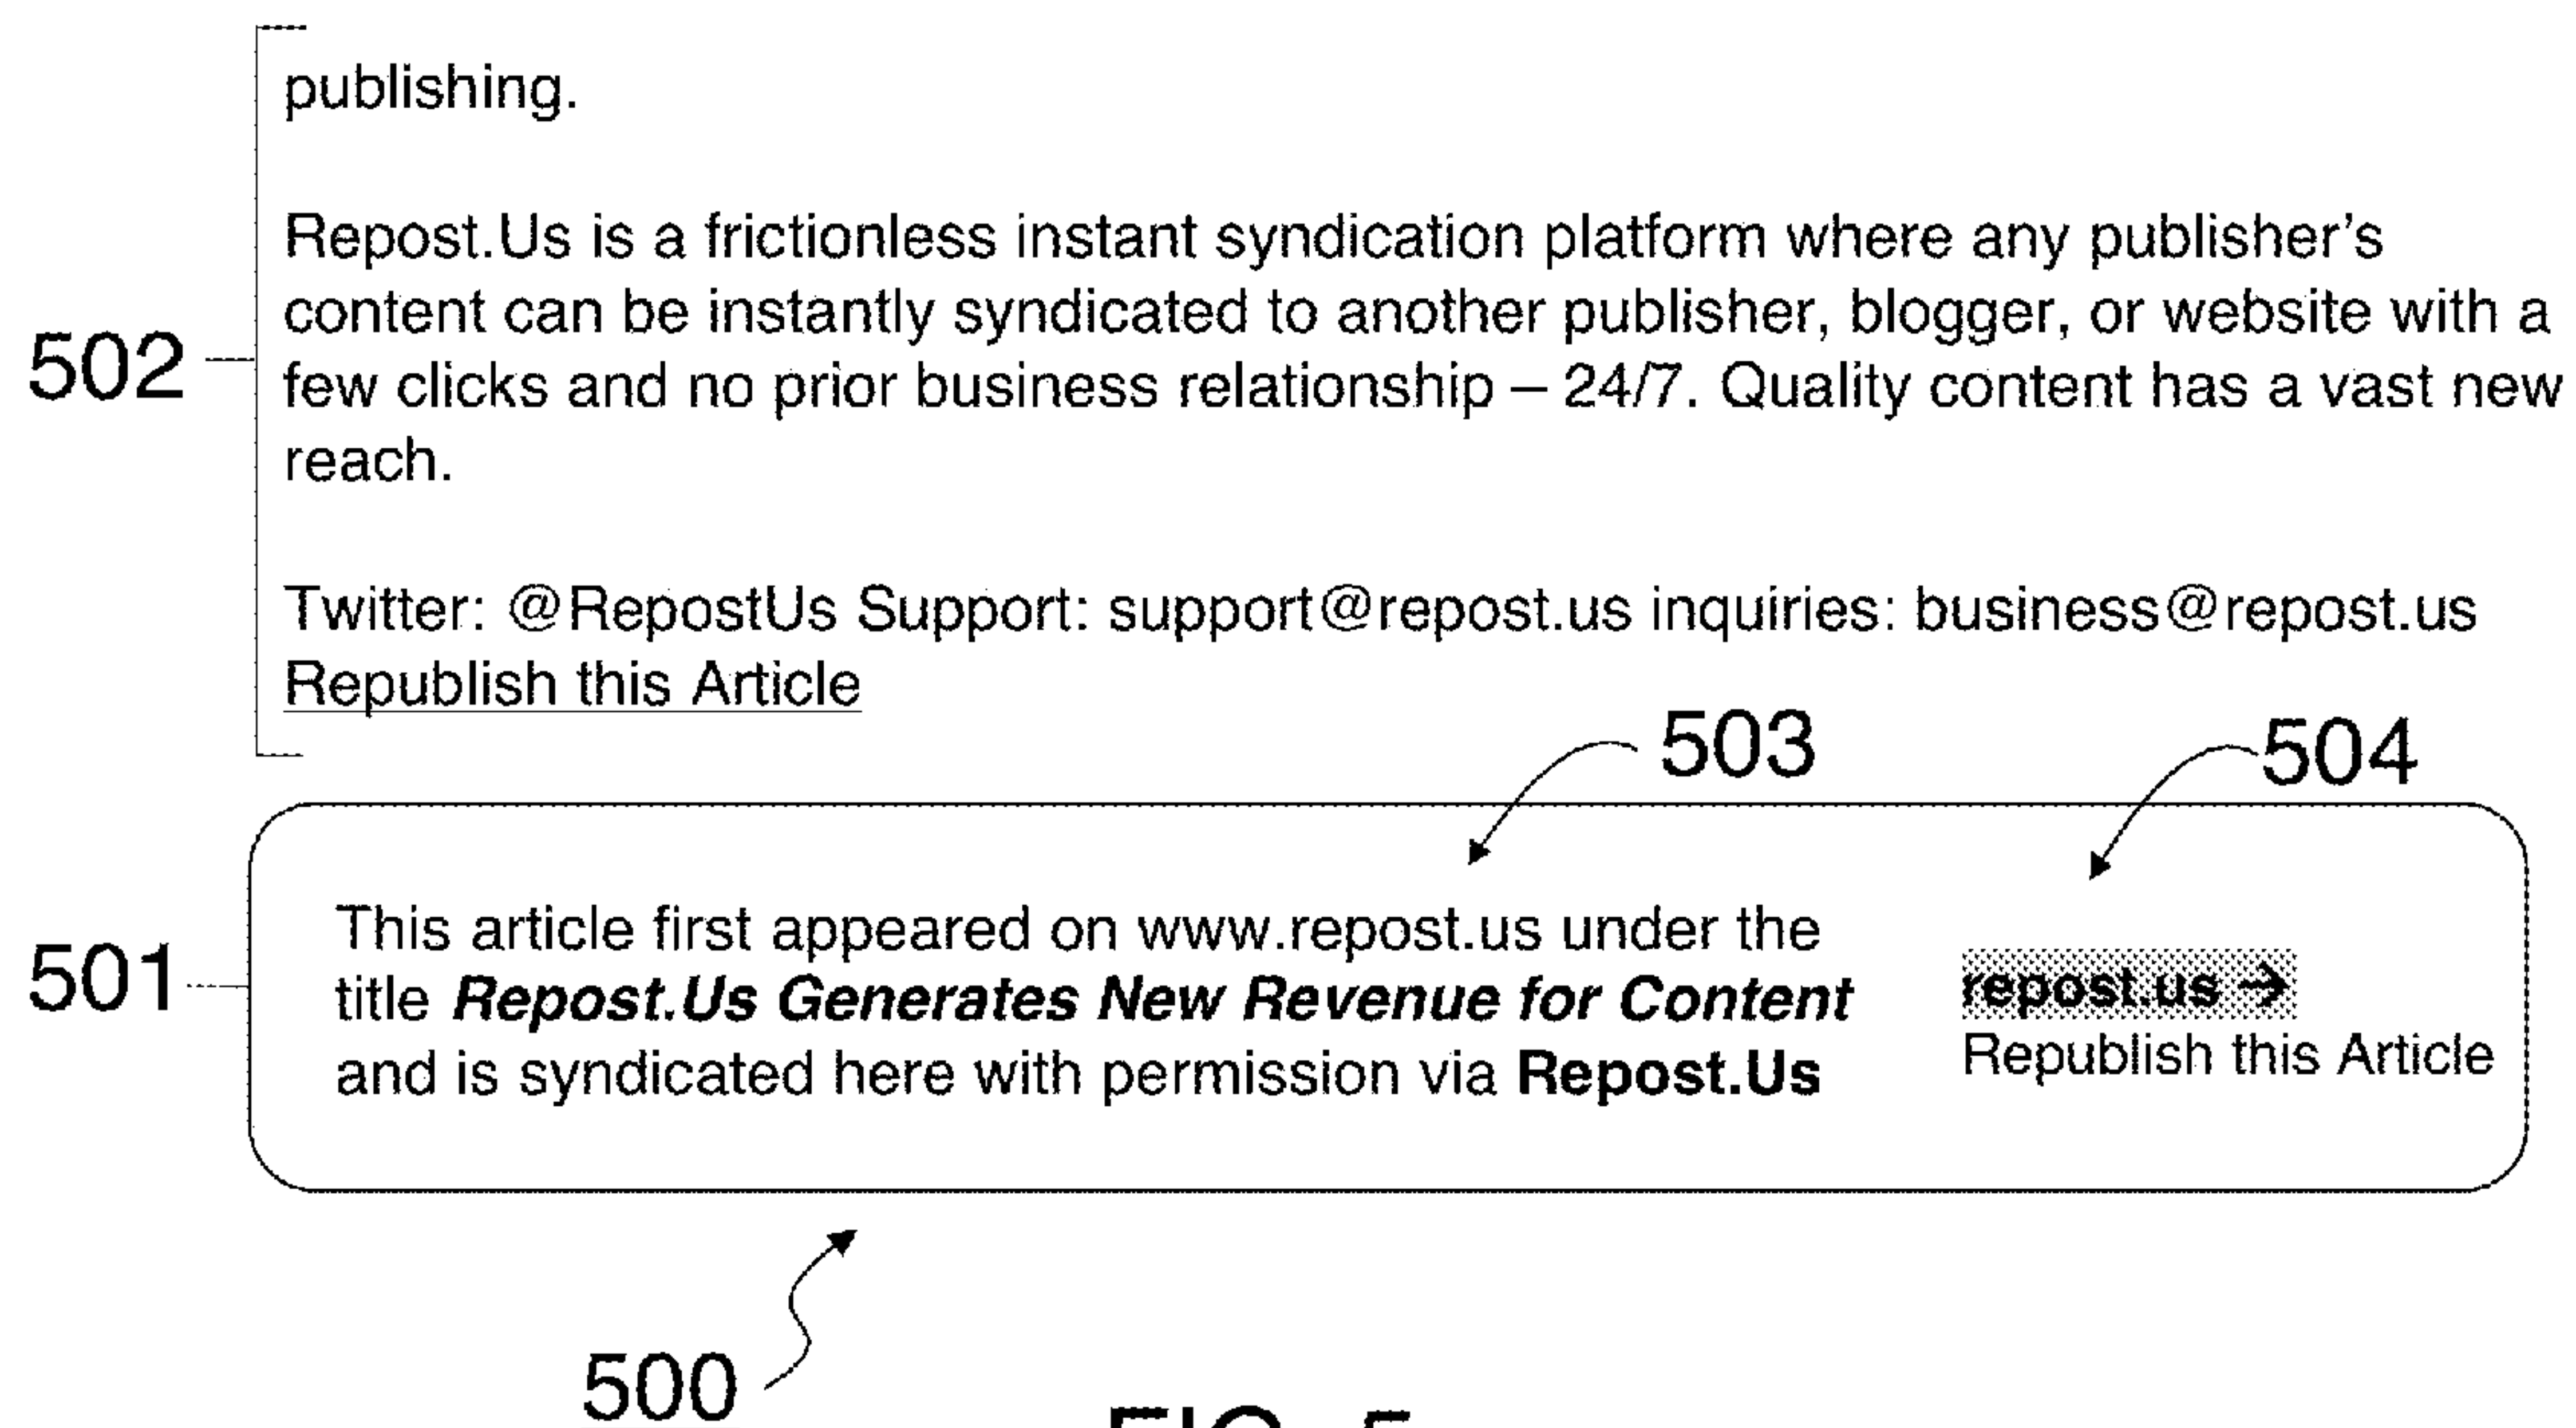 publishing.
Repost.Us is a frictionless instant syndication platform where any publisher's
content can be instantly syndicated to another publisher, blogger, or website with a
few clicks and no prior business relationship – 24/7. Quality content has a vast new
reach.
502
Twitter: @RepostUs Support: support@repost.us inquiries: business@repost.us
Republish this Article
503
504
This article first appeared on www.repost.us under the
title Repost.Us Generates New Revenue for Content
and is syndicated here with permission via Repost.Us
501
repost.us →
Republish this Article
500
FIG. 5